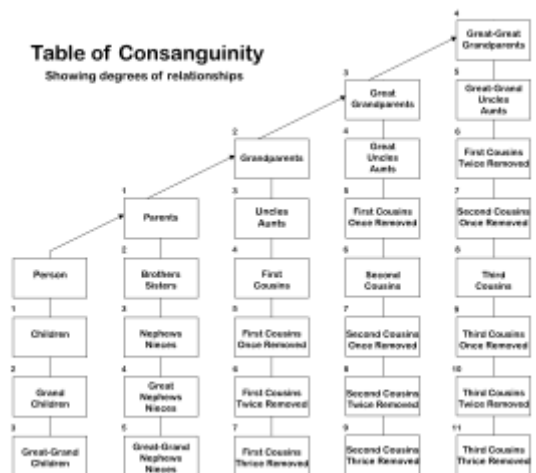 Table of Consanguinity
Showing degrees of relationships
4
Great-Great
Grandparents
3
Great
Grandparents
5
Great-Grand
Uncles
Aunts
2
Grandparents
4
Great
Uncles
Aunts
6
First Cousins
Twice Removed
1
Parents
3
Uncles
Aunts
5
First Cousins
Once Removed
7
Second Cousins
Once Removed
Person
2
Brothers
Sisters
4
First
Cousins
6
Second
Cousins
8
Third
Cousins
1
Children
3
Nephews
Nieces
5
First Cousins
Once Removed
7
Second Cousins
Once Removed
9
Third Cousins
Once Removed
2
Grand
Children
4
Great
Nephews
Nieces
6
First Cousins
Twice Removed
8
Second Cousins
Twice Removed
10
Third Cousins
Twice Removed
3
Great-Grand
Children
5
Great-Grand
Nephews
Nieces
7
First Cousins
Thrice Removed
9
Second Cousins
Thrice Removed
11
Third Cousins
Thrice Removed